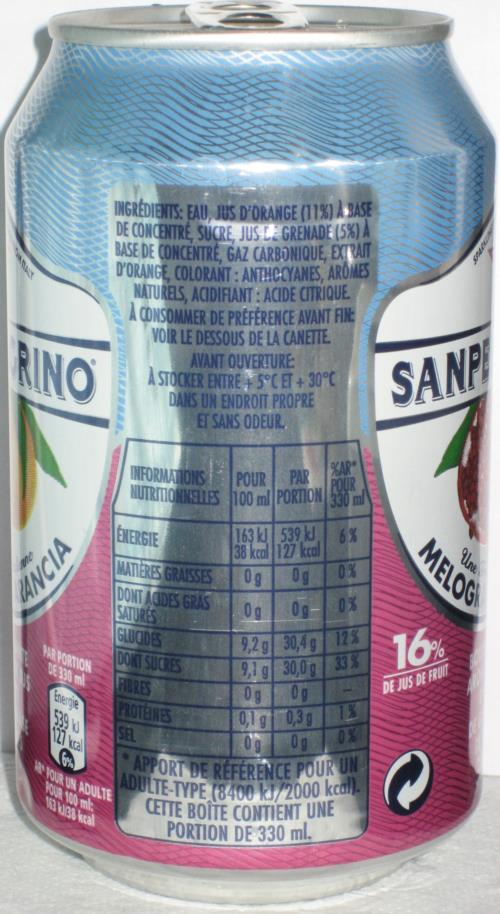 INGRÉDIENTS: EAU, JUS D'ORANGE (11%) À BASE
DE CONCENTRÉ, SUCRE, JUS DE GRENADE (5%) À
BASE DE CONCENTRÉ, GAZ CARBONIQUE, EXTRAIT
D'ORANGE, COLORANT : ANTHOCYANES, ARÔMES
NATURELS, ACIDIFIANT : ACIDE CITRIQUE.
À CONSOMMER DE PRÉFÉRENCE AVANT FIN:
VOIR LE DESSOUS DE LA CANETTE.
AVANT OUVERTURE:
À STOCKER ENTRE + 5°C ET + 30°C
DANS UN ENDROIT PROPRE
ET SANS ODEUR.
INFORMATIONS NUTRITIONNELLES POUR 100 ml PAR PORTION %AR* POUR 330 ml
ÉNERGIE 163 kJ 38 kcal 539 kJ 127 kcal 6%
MATIÈRES GRAISSES 0 g 0 g 0%
DONT ACIDES GRAS SATURÉS 0 g 0 g 0%
GLUCIDES 9,2 g 30,4 g 12%
DONT SUCRES 9,1 g 30,0 g 33%
FIBRES 0 g 0 g –
PROTÉINES 0,1 g 0,3 g 1%
SEL 0 g 0 g 0%
* APPORT DE RÉFÉRENCE POUR UN
ADULTE-TYPE (8400 kJ/2000 kcal).
CETTE BOÎTE CONTIENT UNE
PORTION DE 330 ml.
RINO®
RANCIA
PAR PORTION
DE 330 ml
Énergie
539 kJ
127 kcal
6%
AR* POUR UN ADULTE
POUR 100 ml:
163 kJ/38 kcal
SANPE
Une
MELOGR
16%
DE JUS DE FRUIT